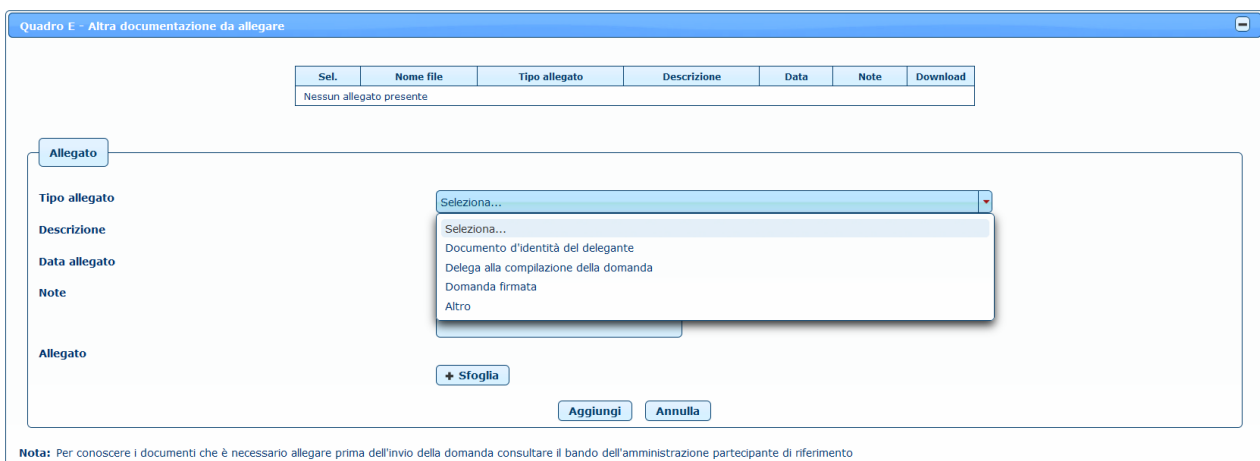 Quadro E - Altra documentazione da allegare
Sel. Nome file Tipo allegato Descrizione Data Note Download
Nessun allegato presente
Allegato
Tipo allegato Seleziona...
Descrizione Seleziona...
Documento d'identità del delegante
Data allegato Delega alla compilazione della domanda
Note Domanda firmata
Altro
Allegato
+ Sfoglia
Aggiungi Annulla
Nota: Per conoscere i documenti che è necessario allegare prima dell'invio della domanda consultare il bando dell'amministrazione partecipante di riferimento